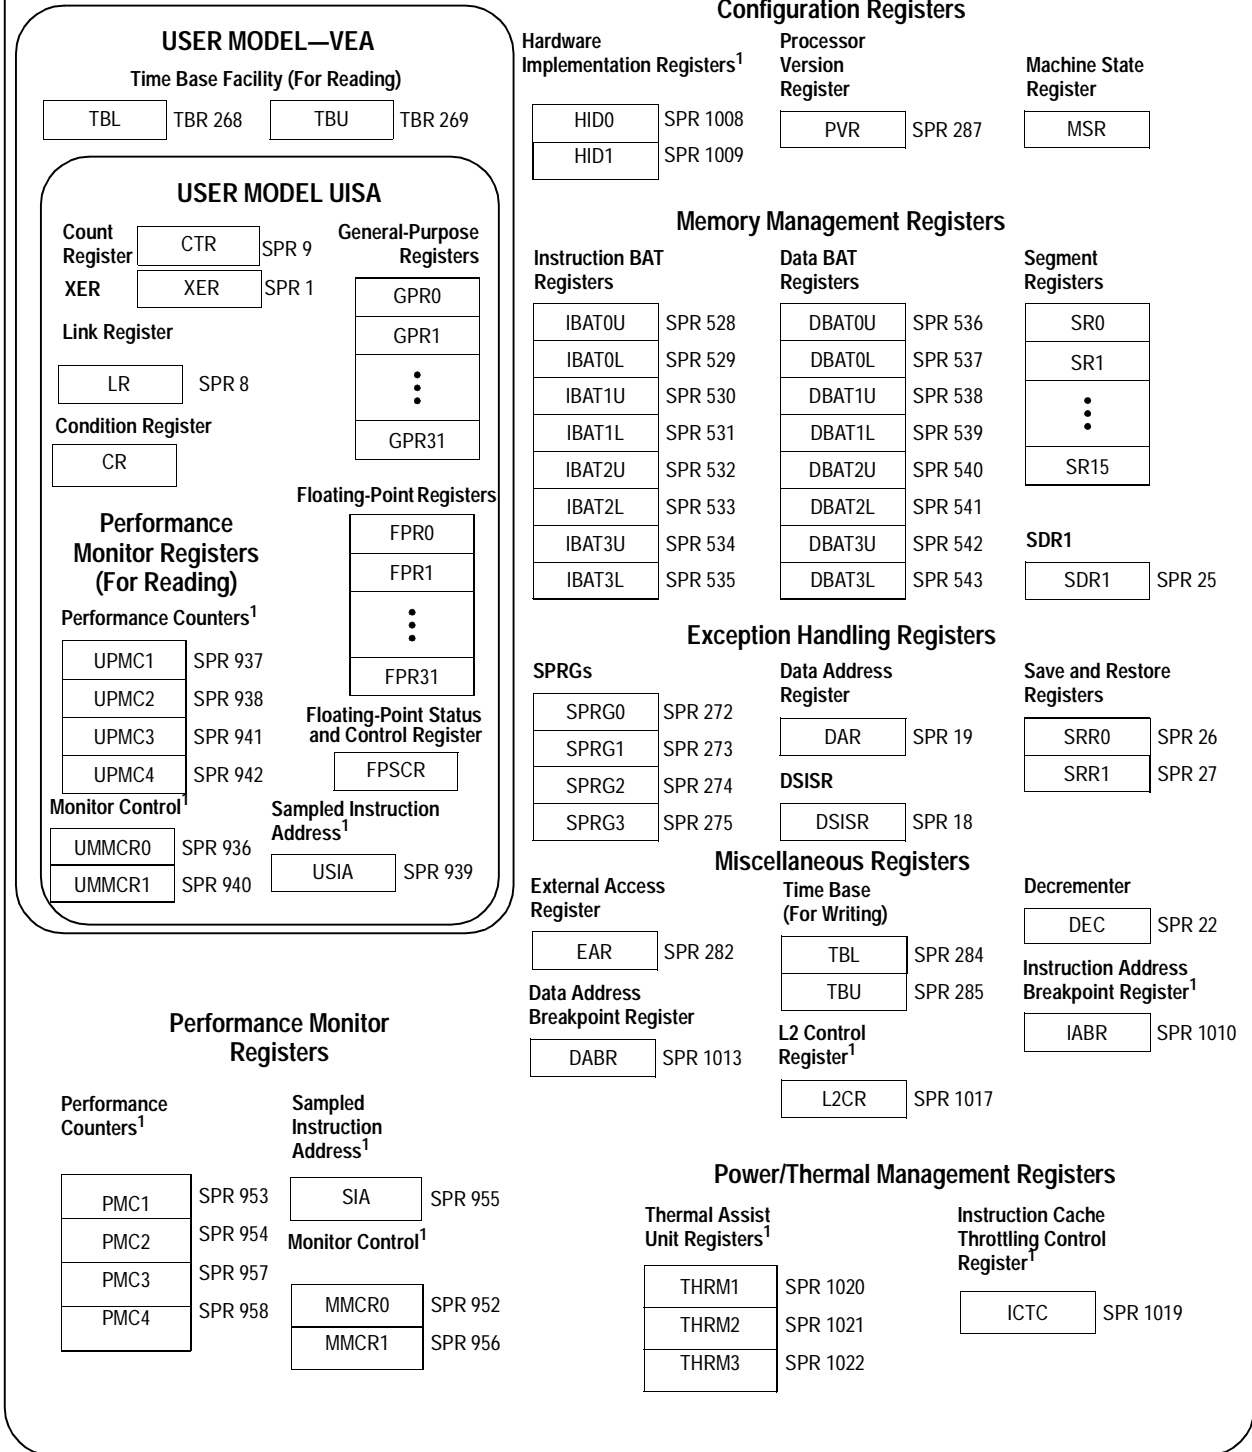 Configuration Registers
USER MODEL—VEA
Time Base Facility (For Reading)
TBL TBR 268 TBU TBR 269
USER MODEL UISA
Count
Register
CTR SPR 9
XER XER SPR 1
Link Register
LR SPR 8
Condition Register
CR
General-Purpose
Registers
GPR0
GPR1
GPR31
Performance
Monitor Registers
(For Reading)
Performance Counters1
UPMC1 SPR 937
UPMC2 SPR 938
UPMC3 SPR 941
UPMC4 SPR 942
Monitor Control1
UMMCR0 SPR 936
UMMCR1 SPR 940
Floating-Point Registers
FPR0
FPR1
FPR31
Floating-Point Status
and Control Register
FPSCR
Sampled Instruction
Address1
USIA SPR 939
Hardware
Implementation Registers1
HID0 SPR 1008
HID1 SPR 1009
Processor
Version
Register
PVR SPR 287
Machine State
Register
MSR
Memory Management Registers
Instruction BAT
Registers
IBAT0U SPR 528
IBAT0L SPR 529
IBAT1U SPR 530
IBAT1L SPR 531
IBAT2U SPR 532
IBAT2L SPR 533
IBAT3U SPR 534
IBAT3L SPR 535
Data BAT
Registers
DBAT0U SPR 536
DBAT0L SPR 537
DBAT1U SPR 538
DBAT1L SPR 539
DBAT2U SPR 540
DBAT2L SPR 541
DBAT3U SPR 542
DBAT3L SPR 543
Segment
Registers
SR0
SR1
SR15
SDR1
SDR1 SPR 25
Exception Handling Registers
SPRGs
SPRG0 SPR 272
SPRG1 SPR 273
SPRG2 SPR 274
SPRG3 SPR 275
Data Address
Register
DAR SPR 19
DSISR
DSISR SPR 18
Save and Restore
Registers
SRR0 SPR 26
SRR1 SPR 27
Miscellaneous Registers
External Access
Register
EAR SPR 282
Data Address
Breakpoint Register
DABR SPR 1013
Time Base
(For Writing)
TBL SPR 284
TBU SPR 285
L2 Control
Register1
L2CR SPR 1017
Decrementer
DEC SPR 22
Instruction Address
Breakpoint Register1
IABR SPR 1010
Performance Monitor
Registers
Performance
Counters1
PMC1 SPR 953
PMC2 SPR 954
PMC3 SPR 957
PMC4 SPR 958
Sampled
Instruction
Address1
SIA SPR 955
Monitor Control1
MMCR0 SPR 952
MMCR1 SPR 956
Power/Thermal Management Registers
Thermal Assist
Unit Registers1
THRM1 SPR 1020
THRM2 SPR 1021
THRM3 SPR 1022
Instruction Cache
Throttling Control
Register1
ICTC SPR 1019